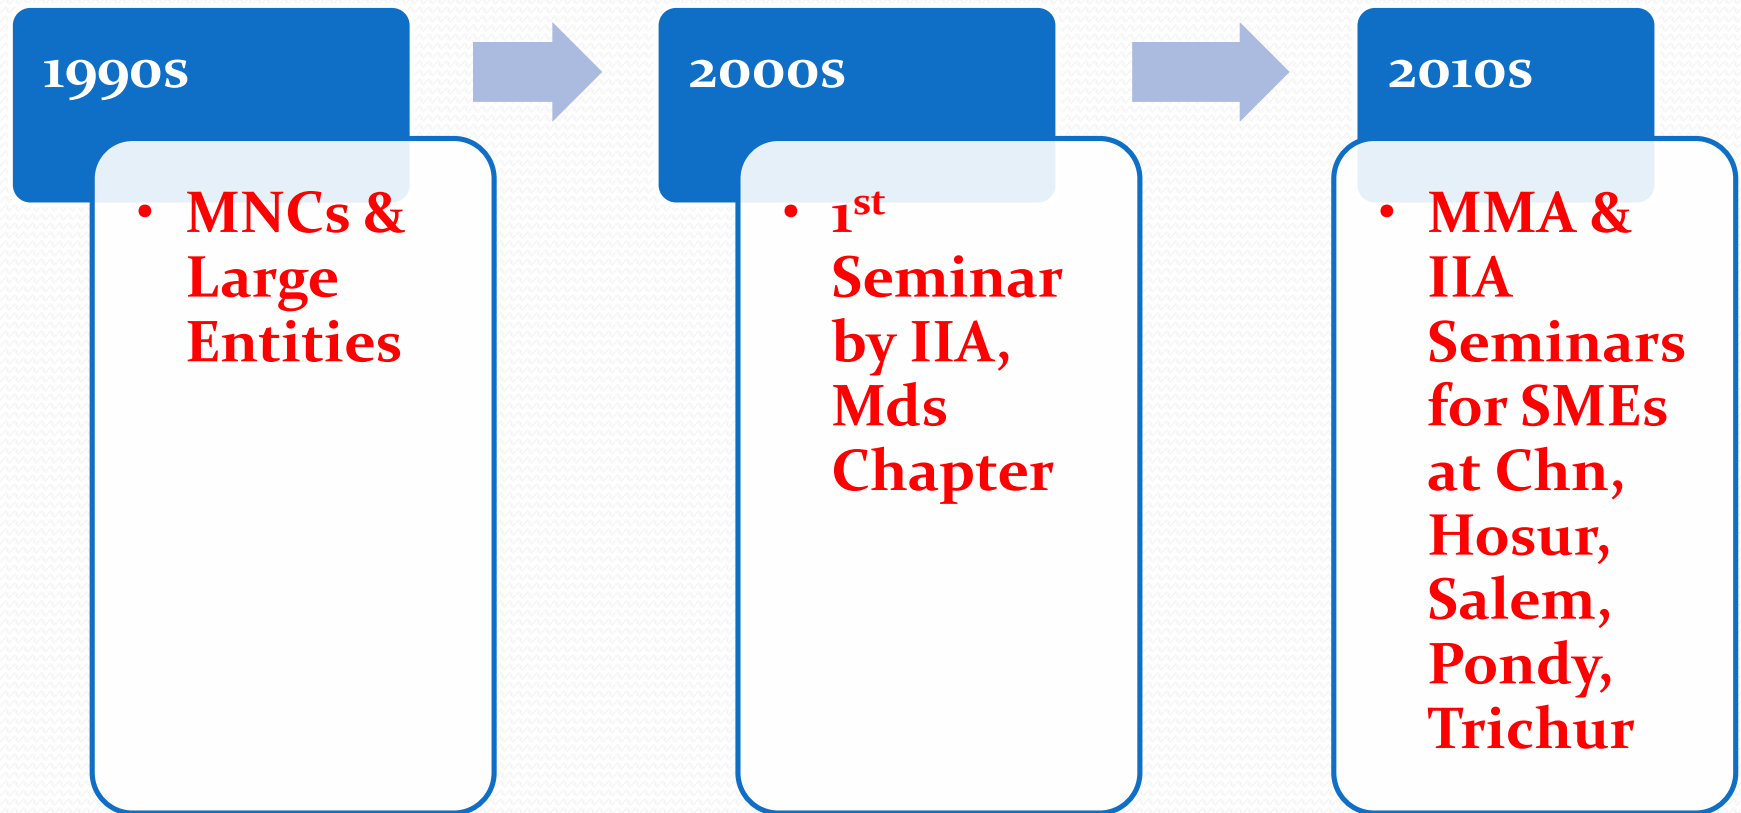 1990s
• MNCs &
Large
Entities
2000s
• 1st
Seminar
by IIA,
Mds
Chapter
2010s
• MMA &
IIA
Seminars
for SMEs
at Chn,
Hosur,
Salem,
Pondy,
Trichur